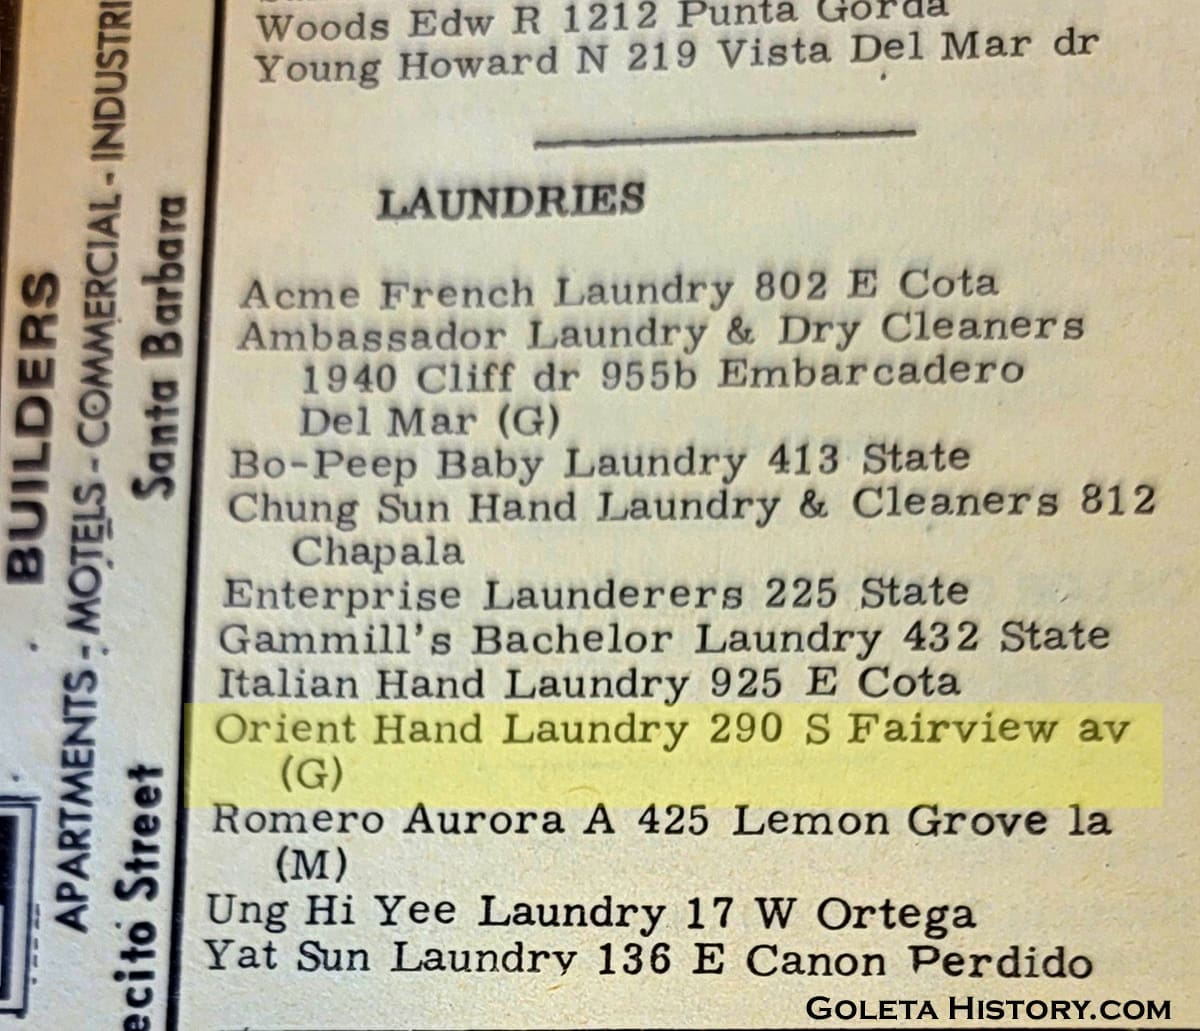 Woods Edw R 1212 Punta Gorda
Young Howard N 219 Vista Del Mar dr
LAUNDRIES
Acme French Laundry 802 E Cota
Ambassador Laundry & Dry Cleaners
1940 Cliff dr 955b Embarcadero
Del Mar (G)
Bo-Peep Baby Laundry 413 State
Chung Sun Hand Laundry & Cleaners 812
Chapala
Enterprise Launderers 225 State
Gammill's Bachelor Laundry 432 State
Italian Hand Laundry 925 E Cota
Orient Hand Laundry 290 S Fairview av
(G)
Romero Aurora A 425 Lemon Grove la
(M)
Ung Hi Yee Laundry 17 W Ortega
Yat Sun Laundry 136 E Canon Perdido
BUILDERS
APARTMENTS - MOTELS - COMMERCIAL - INDUSTRI
ecito Street
Santa Barbara
GOLETA HISTORY.COM